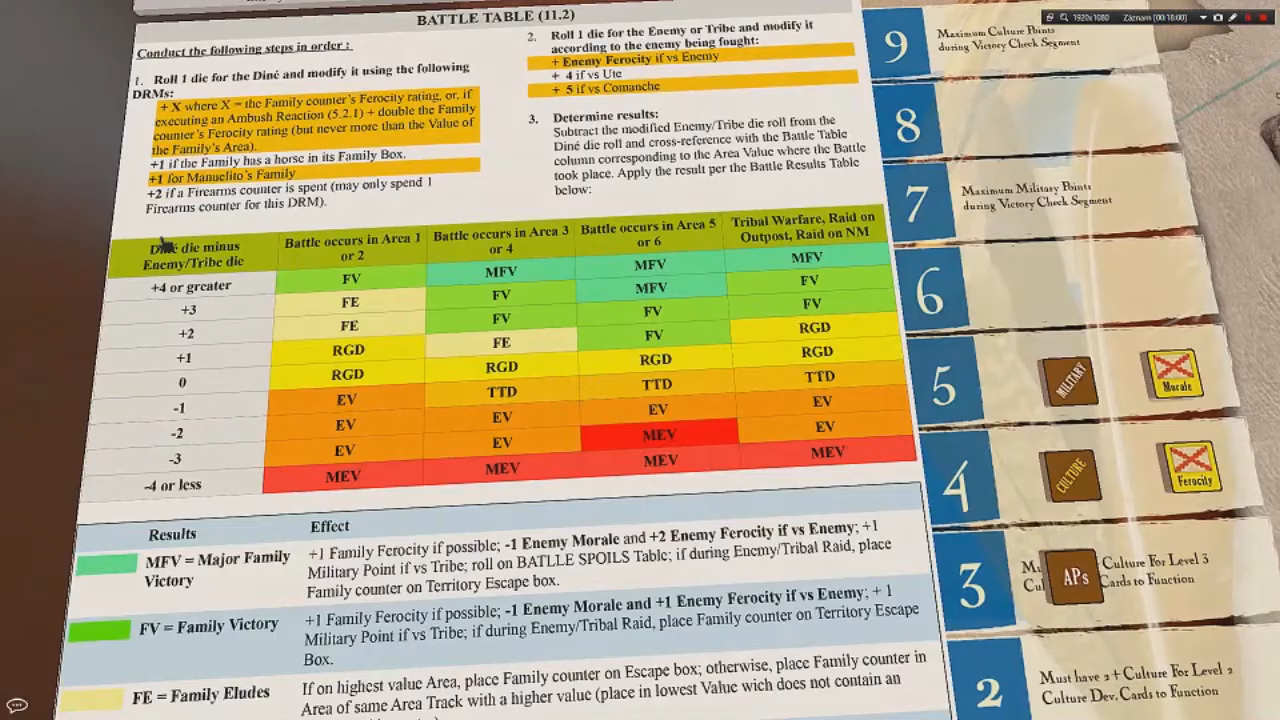 BATTLE TABLE (11.2)
Conduct the following steps in order :
1. Roll 1 die for the Diné and modify it using the following
DRMs:
+ X where X = the Family counter's Ferocity rating, or, if
executing an Ambush Reaction (5.2.1) + double the Family
counter's Ferocity rating (but never more than the Value of
the Family's Area).
+1 if the Family has a horse in its Family Box.
+1 for Manuelito's Family
+2 if a Firearms counter is spent (may only spend 1
Firearms counter for this DRM).
2. Roll 1 die for the Enemy or Tribe and modify it
according to the enemy being fought:
+ Enemy Ferocity if vs Enemy
+ 4 if vs Ute
+ 5 if vs Comanche
3. Determine results:
Subtract the modified Enemy/Tribe die roll from the
Diné die roll and cross-reference with the Battle Table
column corresponding to the Area Value where the Battle
took place. Apply the result per the Battle Results Table
below:
Diné die minus
Enemy/Tribe die
Battle occurs in Area 1
or 2
Battle occurs in Area 3
or 4
Battle occurs in Area 5
or 6
Tribal Warfare, Raid on
Outpost, Raid on NM
+4 or greater FV MFV MFV MFV
+3 FE FV MFV FV
+2 FE FV FV FV
+1 RGD FE FV RGD
0 RGD RGD RGD RGD
-1 EV TTD TTD TTD
-2 EV EV EV EV
-3 EV EV MEV EV
-4 or less MEV MEV MEV MEV
Results Effect
MFV = Major Family
Victory
+1 Family Ferocity if possible; -1 Enemy Morale and +2 Enemy Ferocity if vs Enemy; +1
Military Point if vs Tribe; roll on BATLLE SPOILS Table; if during Enemy/Tribal Raid, place
Family counter on Territory Escape box.
FV = Family Victory
+1 Family Ferocity if possible; -1 Enemy Morale and +1 Enemy Ferocity if vs Enemy; + 1
Military Point if vs Tribe; if during Enemy/Tribal Raid, place Family counter on Territory Escape
Box.
FE = Family Eludes
If on highest value Area, place Family counter on Escape box; otherwise, place Family counter in
Area of same Area Track with a higher value (place in lowest Value wich does not contain an
9
Maximum Culture Points
during Victory Check Segment
8
7
Maximum Military Points
during Victory Check Segment
6
5
MILITARY
Morale
4
CULTURE
Ferocity
3
APs
Culture For Level 3
Cards to Function
2
Must have 2+ Culture For Level 2
Culture Dev. Cards to Function
1920x1080
Záznam [00:18:00]